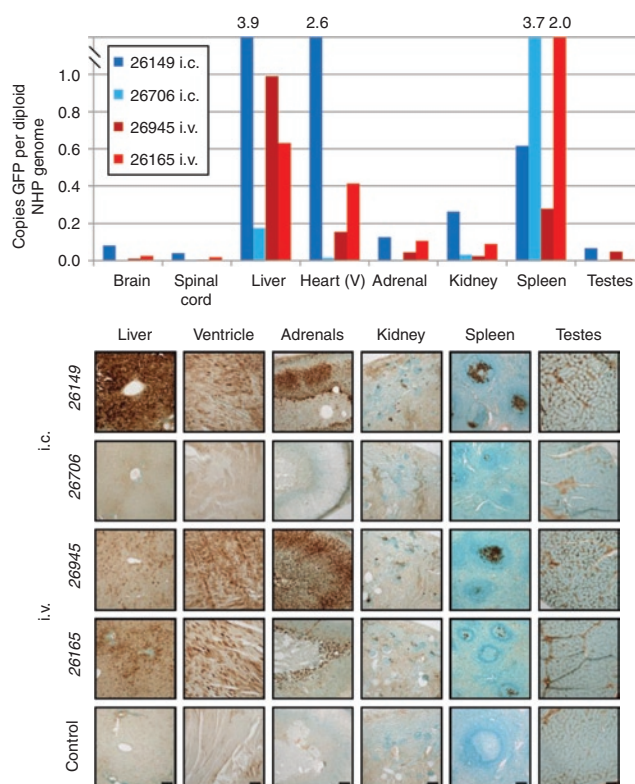 3.9 2.6 3.7 2.0
Copies GFP per diploid
NHP genome
1.0
0.8
0.6
0.4
0.2
0.0
26149 i.c.
26706 i.c.
26945 i.v.
26165 i.v.
Brain Spinal cord Liver Heart (V) Adrenal Kidney Spleen Testes
Liver Ventricle Adrenals Kidney Spleen Testes
i.c.
26149
26706
i.v.
26945
26165
Control